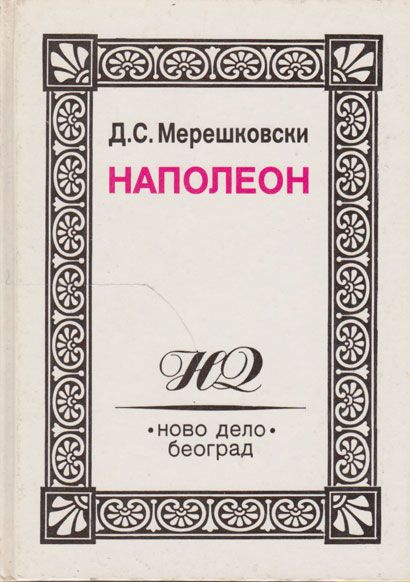 Д.С. Мерешковски
НАПОЛЕОН
НД
• НОВО ДЕЛО •
београд